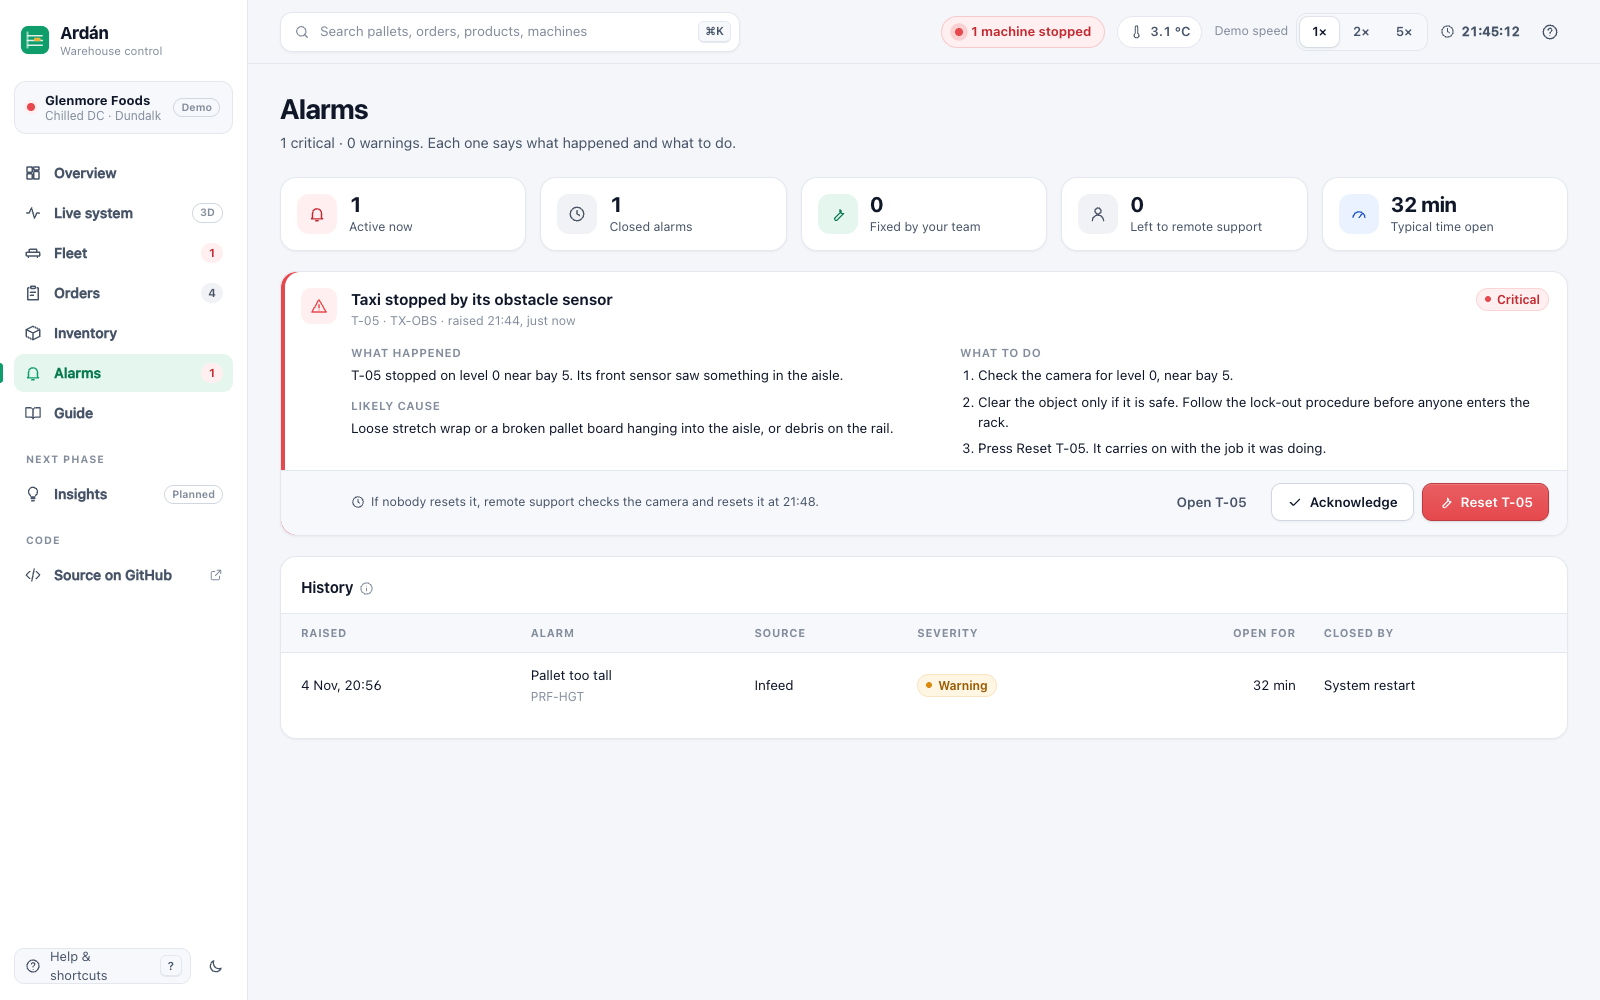 Ardán
Warehouse control
Glenmore Foods
Chilled DC · Dundalk
Demo
Overview
Live system
3D
Fleet
1
Orders
4
Inventory
Alarms
1
Guide
NEXT PHASE
Insights
Planned
CODE
Source on GitHub
Help & shortcuts
?
Search pallets, orders, products, machines
⌘K
1 machine stopped
3.1 °C
Demo speed
1×
2×
5×
21:45:12
Alarms
1 critical · 0 warnings. Each one says what happened and what to do.
1
Active now
1
Closed alarms
0
Fixed by your team
0
Left to remote support
32 min
Typical time open
Taxi stopped by its obstacle sensor
T-05 · TX-OBS · raised 21:44, just now
Critical
WHAT HAPPENED
T-05 stopped on level 0 near bay 5. Its front sensor saw something in the aisle.
LIKELY CAUSE
Loose stretch wrap or a broken pallet board hanging into the aisle, or debris on the rail.
WHAT TO DO
1. Check the camera for level 0, near bay 5.
2. Clear the object only if it is safe. Follow the lock-out procedure before anyone enters the
rack.
3. Press Reset T-05. It carries on with the job it was doing.
If nobody resets it, remote support checks the camera and resets it at 21:48.
Open T-05
Acknowledge
Reset T-05
History
RAISED ALARM SOURCE SEVERITY OPEN FOR CLOSED BY
4 Nov, 20:56 Pallet too tall Infeed Warning 32 min System restart
PRF-HGT